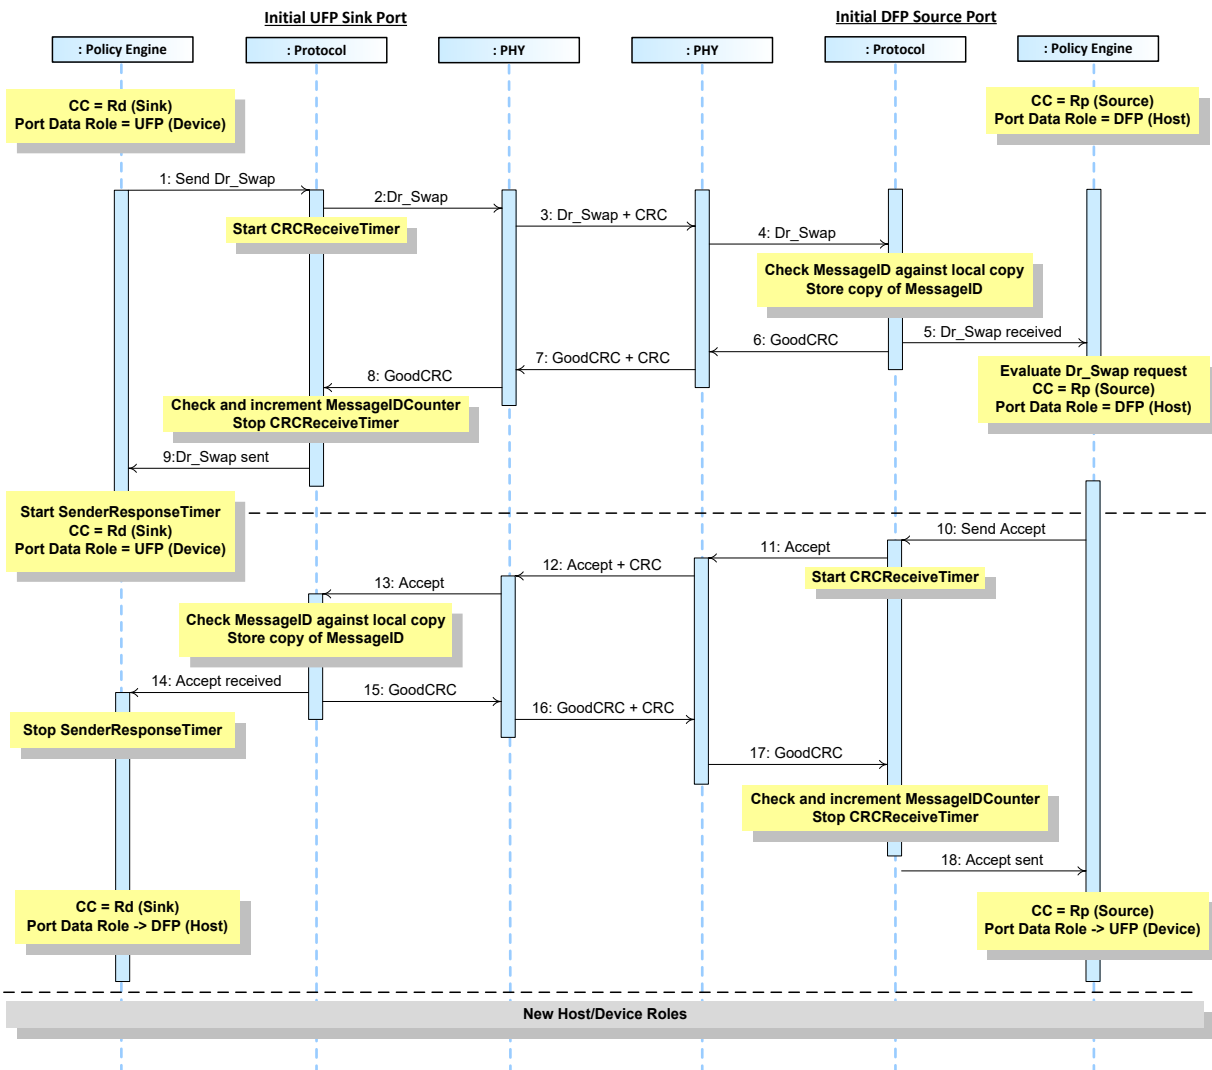 Initial UFP Sink Port
Initial DFP Source Port
: Policy Engine
: Protocol
: PHY
: PHY
: Protocol
: Policy Engine
CC = Rd (Sink)
Port Data Role = UFP (Device)
CC = Rp (Source)
Port Data Role = DFP (Host)
1: Send Dr_Swap
2:Dr_Swap
Start CRCReceiveTimer
3: Dr_Swap + CRC
4: Dr_Swap
Check MessageID against local copy
Store copy of MessageID
5: Dr_Swap received
6: GoodCRC
7: GoodCRC + CRC
8: GoodCRC
Evaluate Dr_Swap request
CC = Rp (Source)
Port Data Role = DFP (Host)
Check and increment MessageIDCounter
Stop CRCReceiveTimer
9:Dr_Swap sent
Start SenderResponseTimer
CC = Rd (Sink)
Port Data Role = UFP (Device)
10: Send Accept
11: Accept
Start CRCReceiveTimer
12: Accept + CRC
13: Accept
Check MessageID against local copy
Store copy of MessageID
14: Accept received
15: GoodCRC
16: GoodCRC + CRC
Stop SenderResponseTimer
17: GoodCRC
Check and increment MessageIDCounter
Stop CRCReceiveTimer
18: Accept sent
CC = Rd (Sink)
Port Data Role -> DFP (Host)
CC = Rp (Source)
Port Data Role -> UFP (Device)
New Host/Device Roles